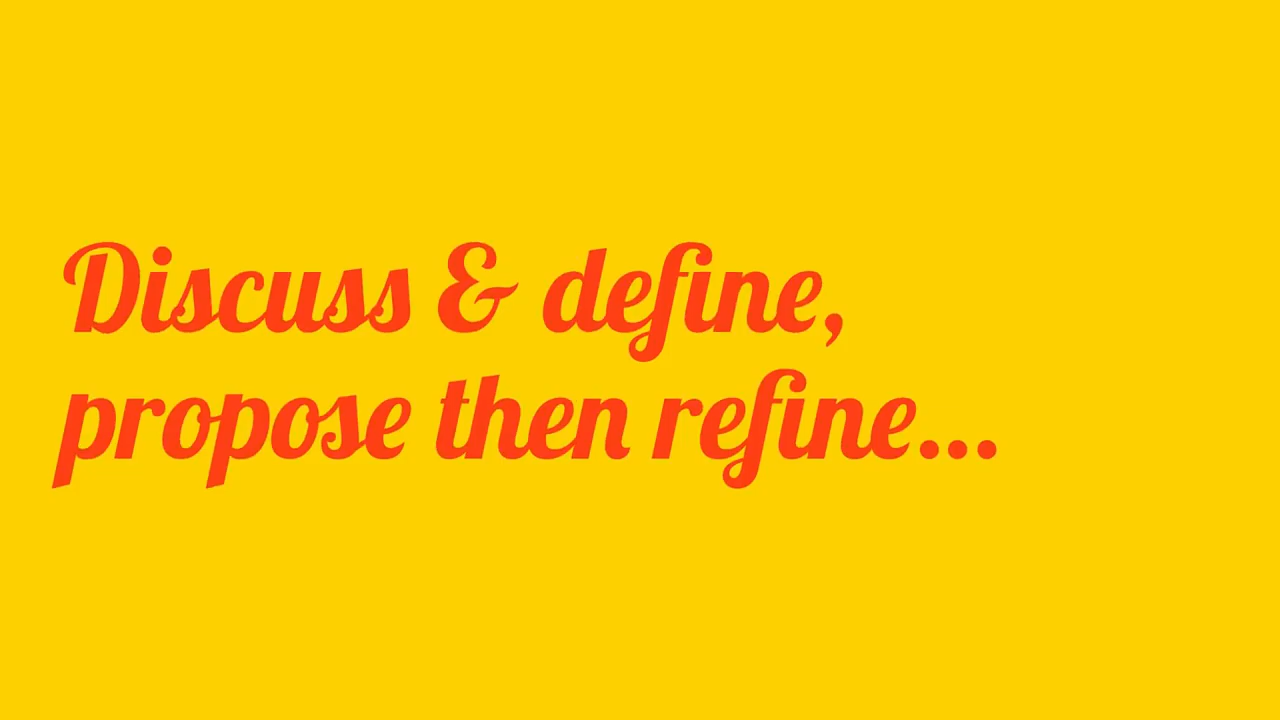 Discuss & define,
propose then refine...